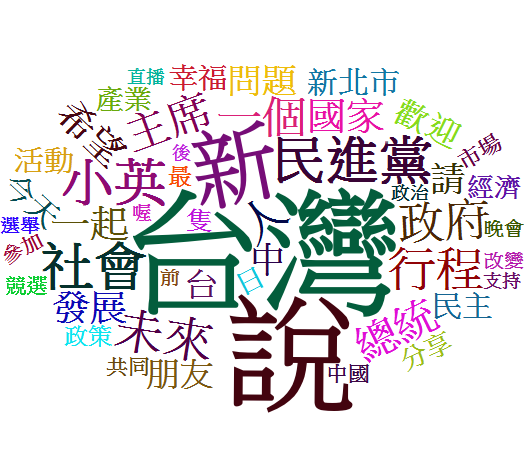 直播
幸福
問題
新北市
產業
主席
一個國家
歡迎
希望
新
民進黨
市場
活動
小英
最
後
請
經濟
今天
一起
喔
隻
人
政治
政府
晚會
選舉
參加
社會
台灣
中
行程
改變
支持
競選
發展
前
台
日
民主
政策
未來
說
總統
分享
共同
朋友
中國